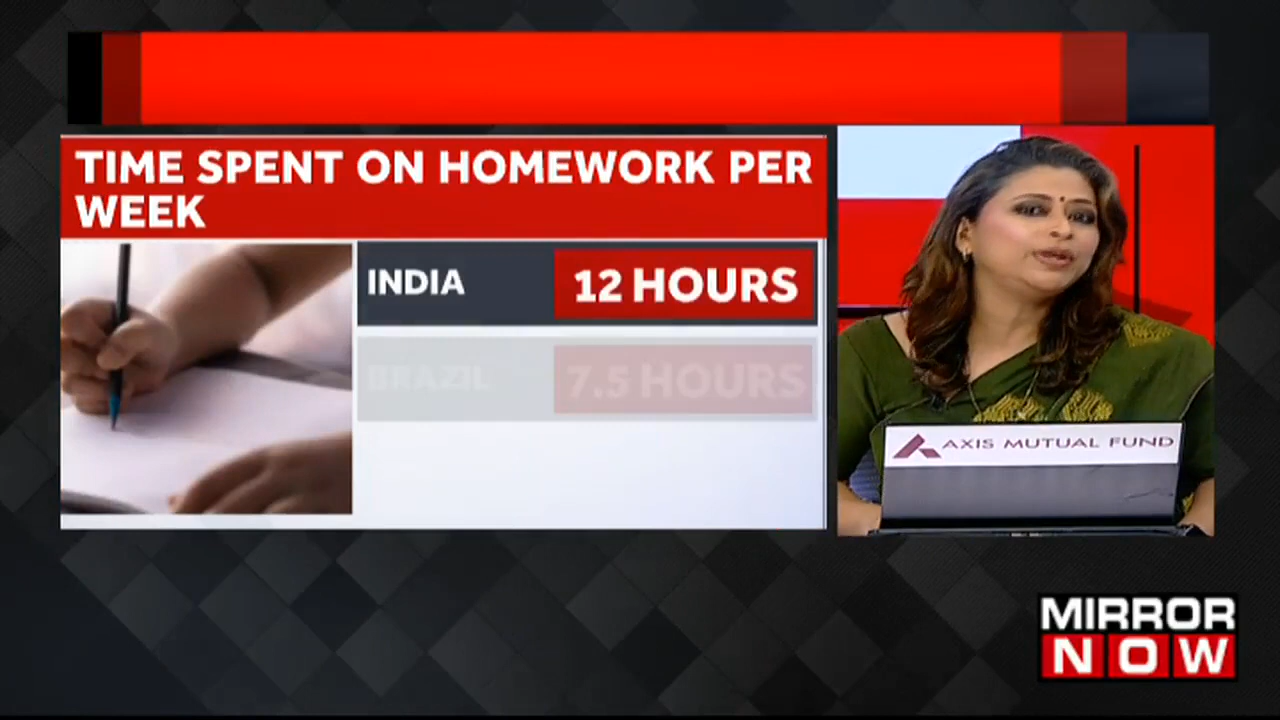 TIME SPENT ON HOMEWORK PER
WEEK
INDIA 12 HOURS
BRAZIL 7.5 HOURS
AXIS MUTUAL FUND
MIRROR
NOW